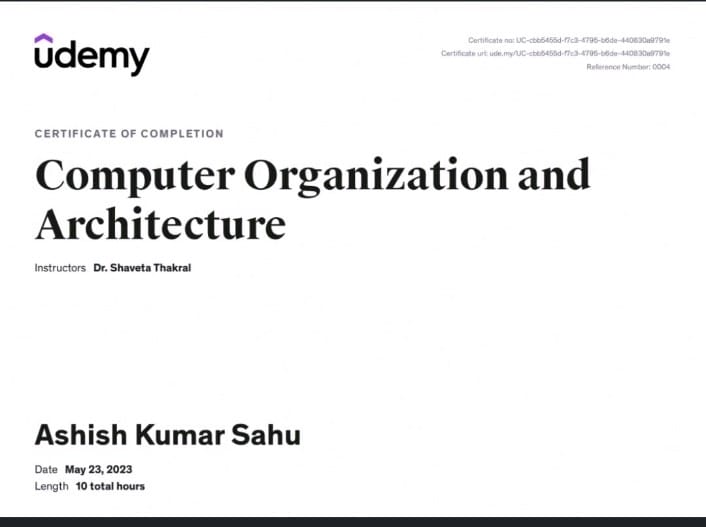 udemy
Certificate no: UC-cbb5455d-f7c3-4795-b6de-440830a9791e
Certificate url: ude.my/UC-cbb5455d-f7c3-4795-b6de-440830a9791e
Reference Number: 0004
CERTIFICATE OF COMPLETION
Computer Organization and
Architecture
Instructors Dr. Shaveta Thakral
Ashish Kumar Sahu
Date May 23, 2023
Length 10 total hours